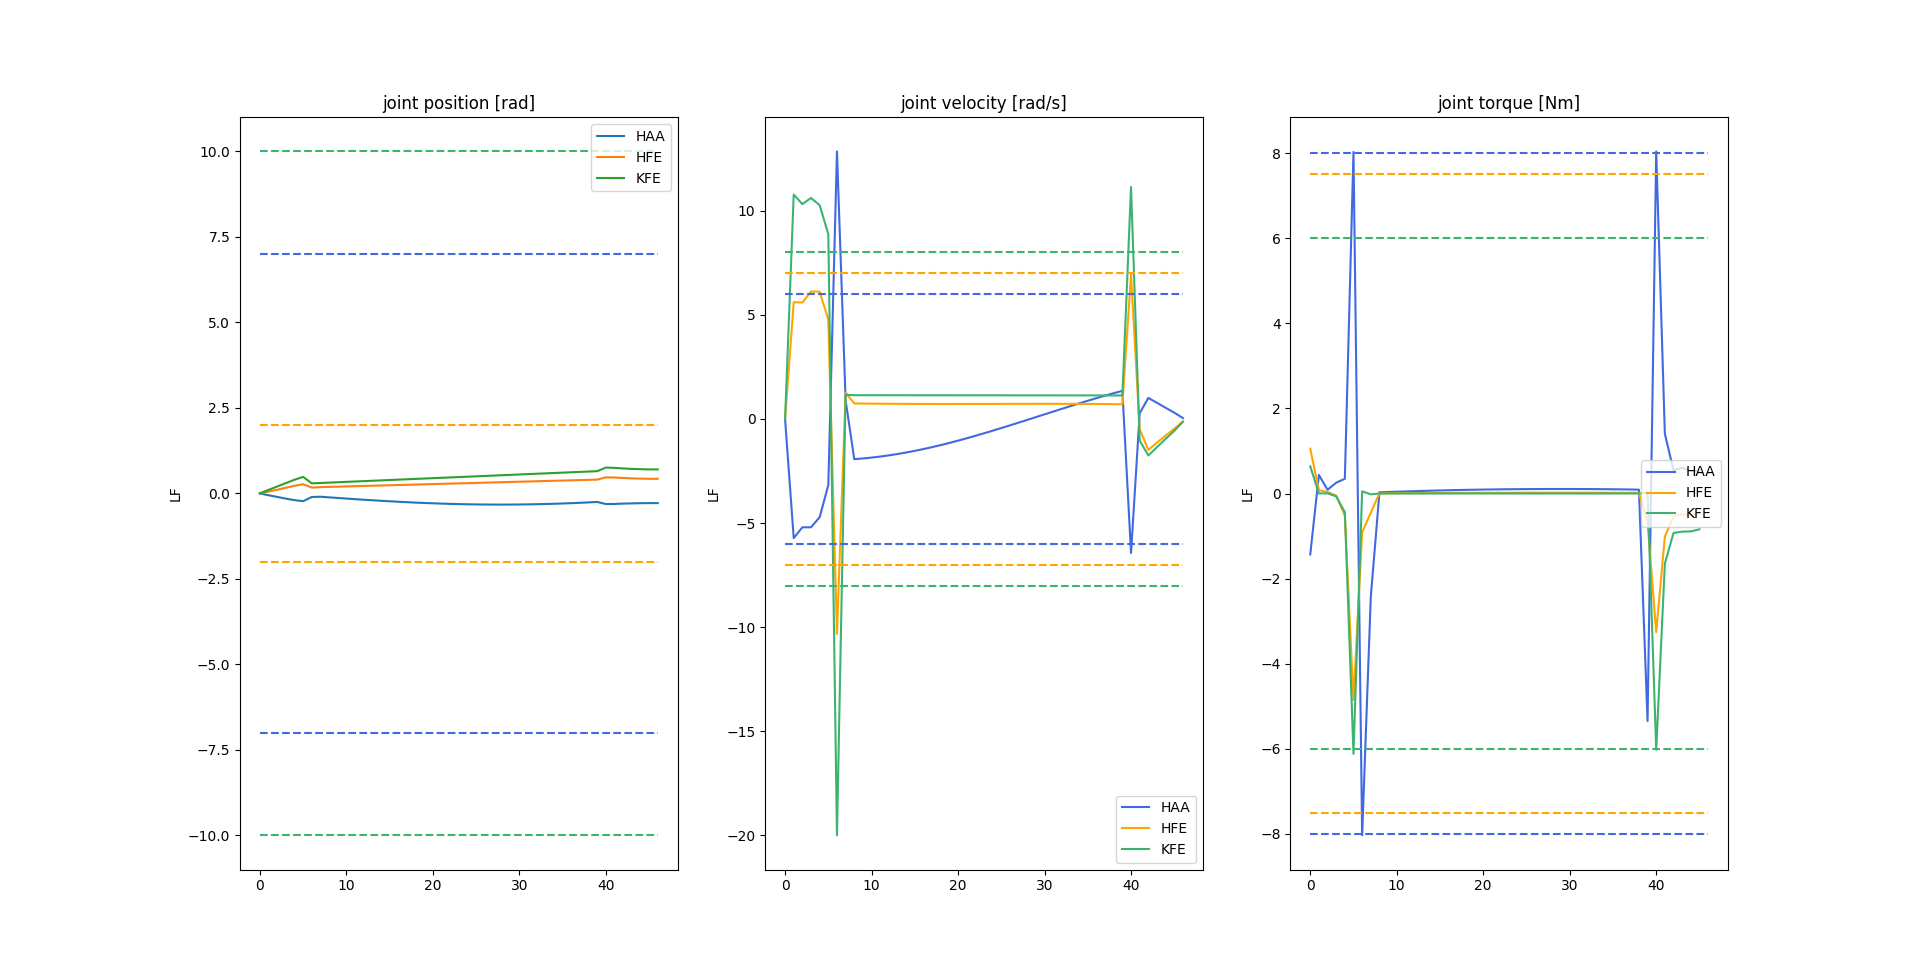 joint position [rad]
LF
10.0
7.5
5.0
2.5
0.0
−2.5
−5.0
−7.5
−10.0
0 10 20 30 40
HAA
HFE
KFE
joint velocity [rad/s]
LF
10
5
0
−5
−10
−15
−20
0 10 20 30 40
HAA
HFE
KFE
joint torque [Nm]
LF
8
6
4
2
0
−2
−4
−6
−8
0 10 20 30 40
HAA
HFE
KFE